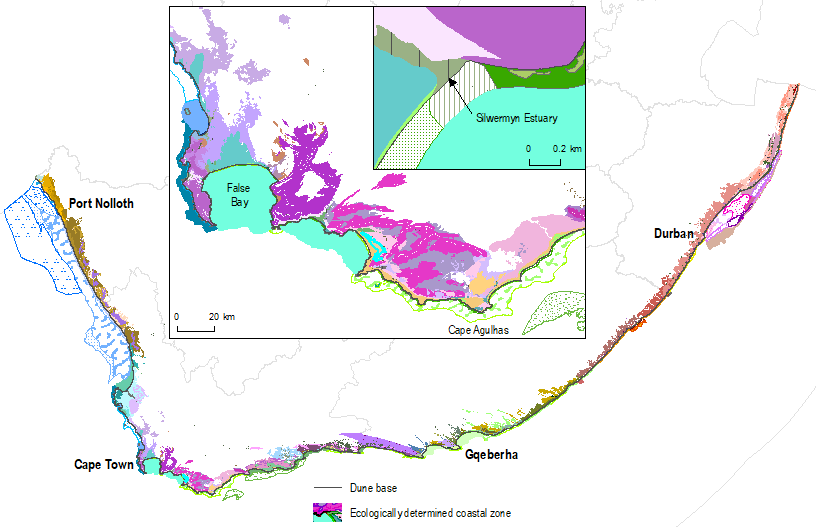 Silwermyn Estuary
0 0.2 km
False
Bay
Port Nolloth
Durban
0 20 km
Cape Agulhas
Gqeberha
Cape Town
Dune base
Ecologically determined coastal zone